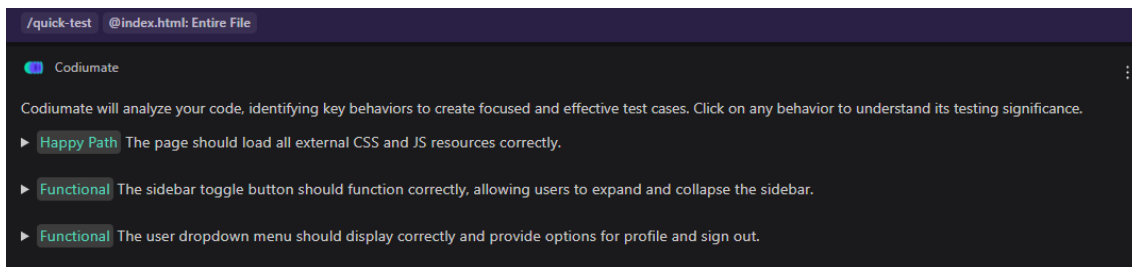 /quick-test @index.html: Entire File
Codiumate
Codiumate will analyze your code, identifying key behaviors to create focused and effective test cases. Click on any behavior to understand its testing significance.
Happy Path The page should load all external CSS and JS resources correctly.
Functional The sidebar toggle button should function correctly, allowing users to expand and collapse the sidebar.
Functional The user dropdown menu should display correctly and provide options for profile and sign out.